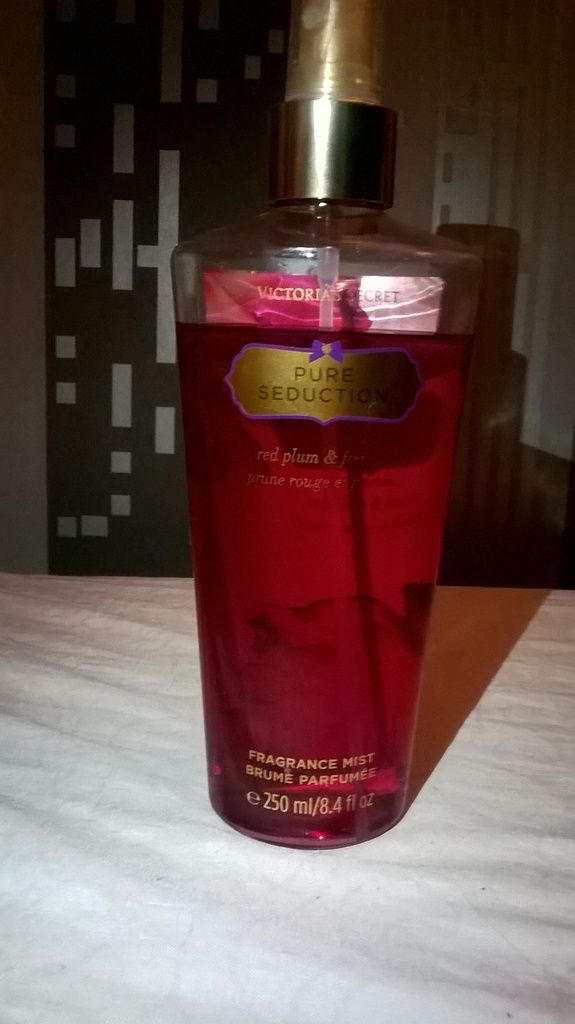 VICTORIA'S SECRET
PURE
SEDUCTION
red plum &
prune rouge
FRAGRANCE MIST
BRUME PARFUMÉE
e 250 ml/8.4 fl oz